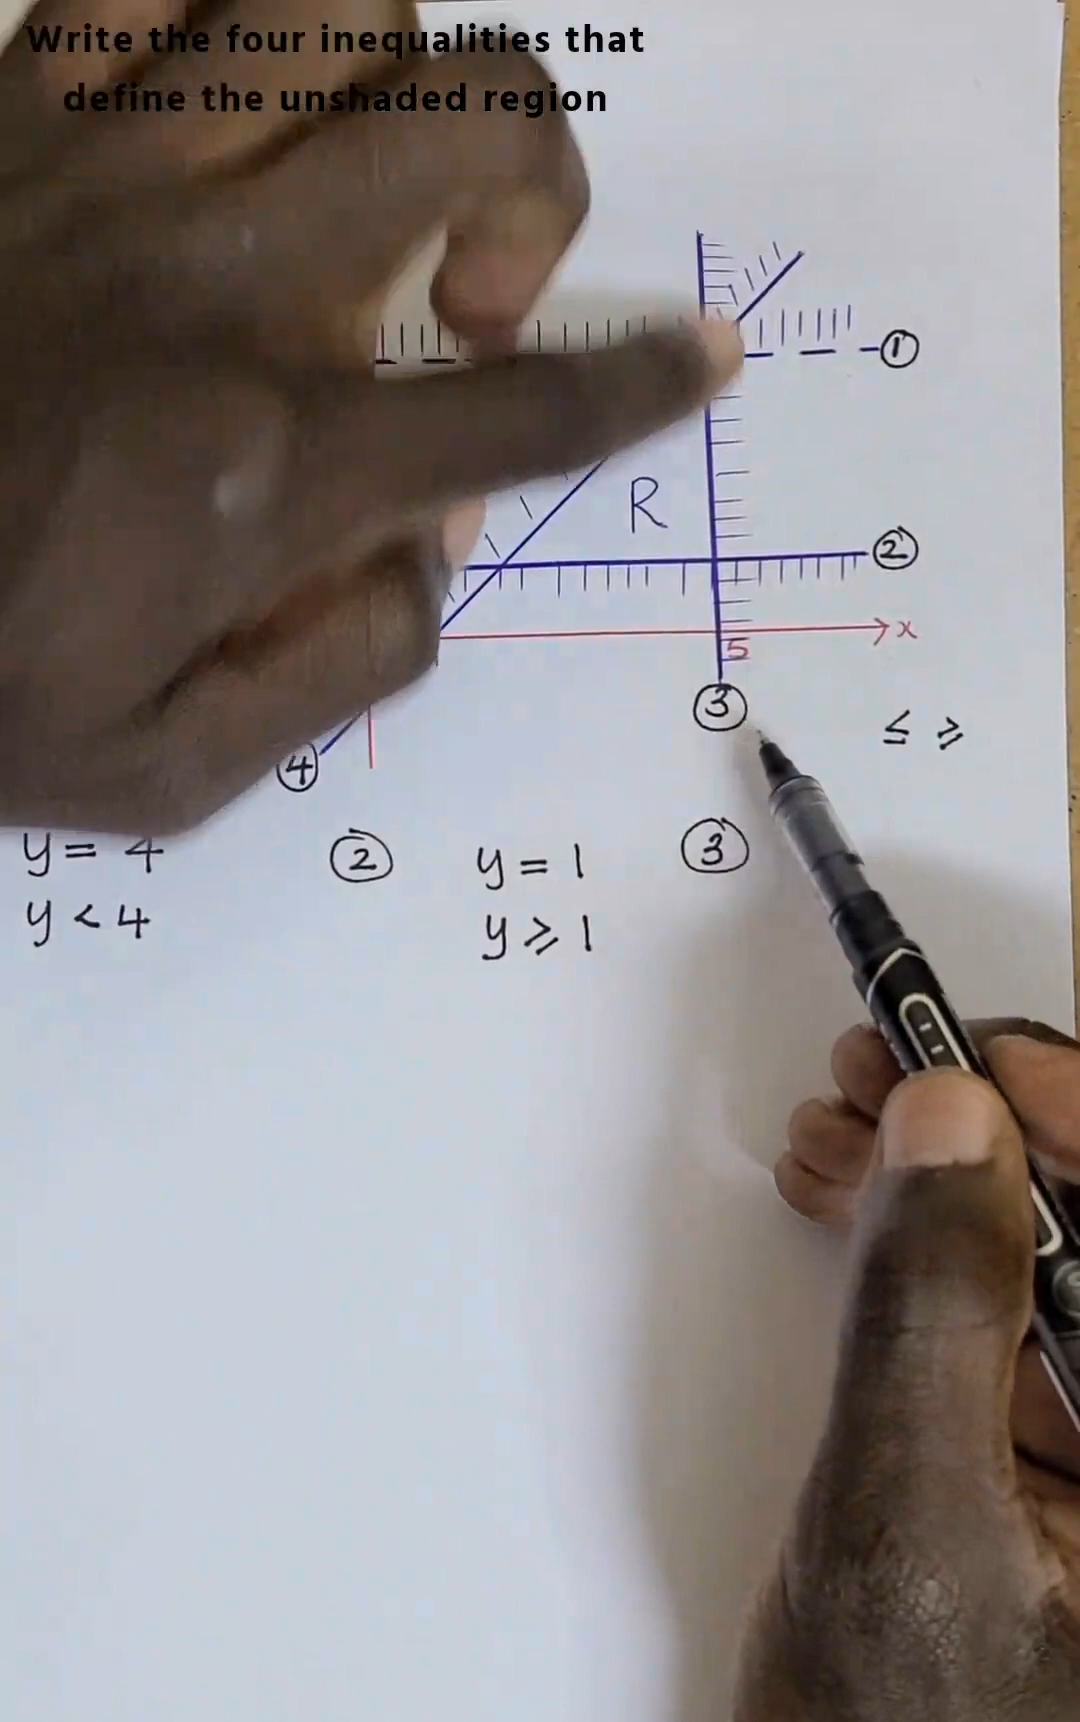 Write the four inequalities that
define the unshaded region
①
R
②
x
5
③
≤ ≥
④
y = 4
② y = 1
③
y < 4
y ≥ 1